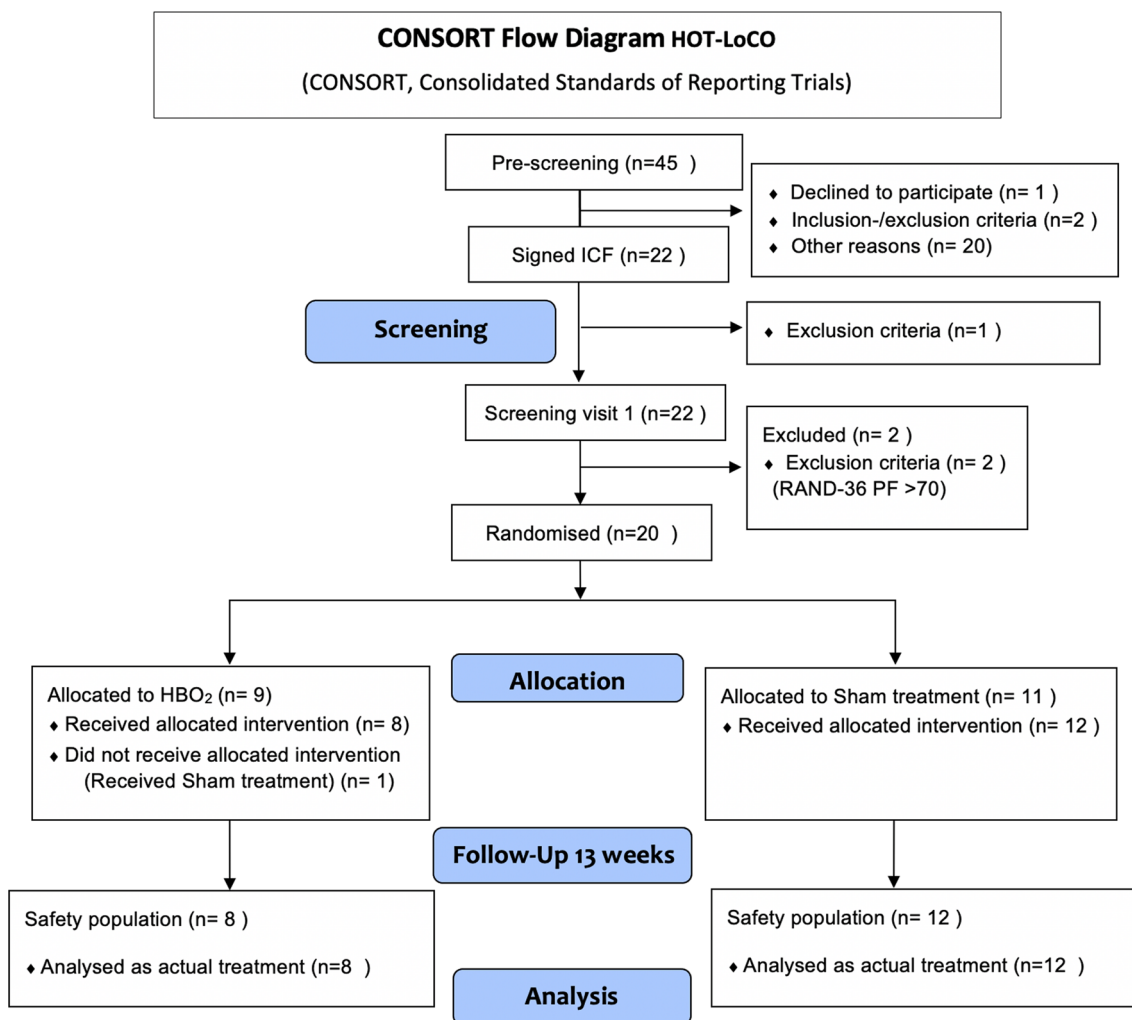 CONSORT Flow Diagram HOT-LoCO
(CONSORT, Consolidated Standards of Reporting Trials)
Pre-screening (n=45 )
♦ Declined to participate (n= 1 )
♦ Inclusion-/exclusion criteria (n=2 )
♦ Other reasons (n= 20)
Signed ICF (n=22 )
Screening
♦ Exclusion criteria (n=1 )
Screening visit 1 (n=22 )
Excluded (n= 2 )
♦ Exclusion criteria (n= 2 )
(RAND-36 PF >70)
Randomised (n=20 )
Allocation
Allocated to HBO₂ (n= 9)
♦ Received allocated intervention (n= 8)
♦ Did not receive allocated intervention
(Received Sham treatment) (n= 1)
Allocated to Sham treatment (n= 11 )
♦ Received allocated intervention (n= 12 )
Follow-Up 13 weeks
Safety population (n= 8 )
♦ Analysed as actual treatment (n=8 )
Safety population (n= 12 )
♦ Analysed as actual treatment (n=12 )
Analysis